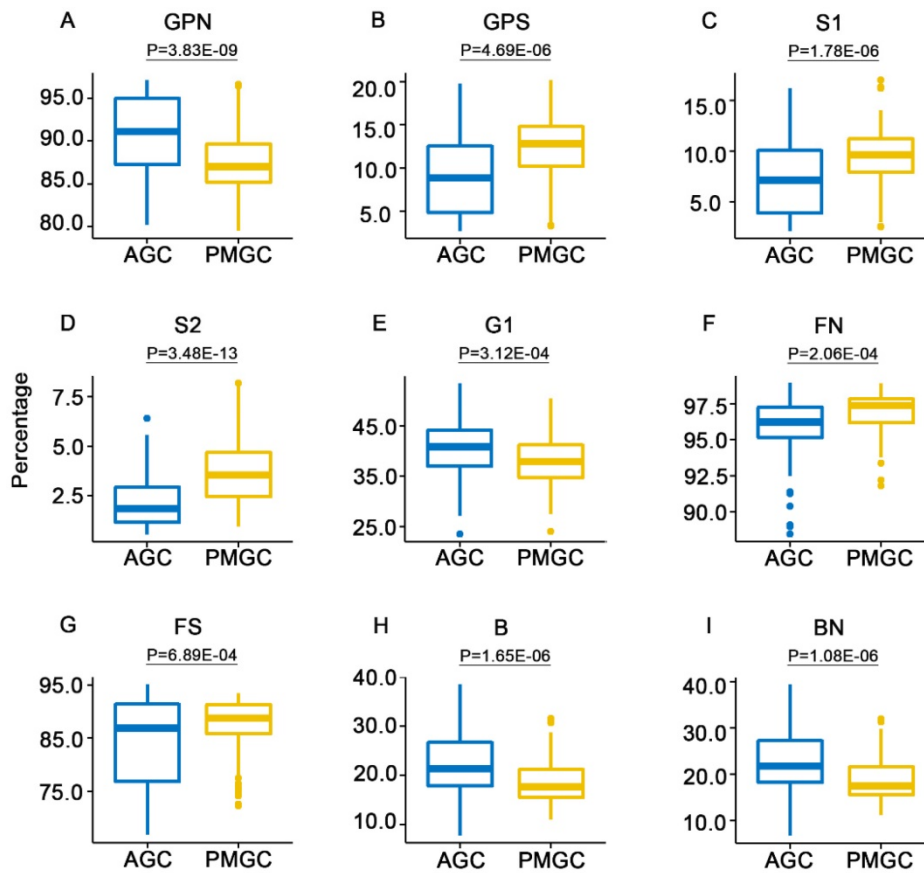 A GPN
P=3.83E-09
95.0
90.0
85.0
80.0
AGC PMGC
B GPS
P=4.69E-06
20.0
15.0
10.0
5.0
AGC PMGC
C S1
P=1.78E-06
15.0
10.0
5.0
AGC PMGC
Percentage
D S2
P=3.48E-13
7.5
5.0
2.5
AGC PMGC
E G1
P=3.12E-04
45.0
35.0
25.0
AGC PMGC
F FN
P=2.06E-04
97.5
95.0
92.5
90.0
AGC PMGC
G FS
P=6.89E-04
95.0
85.0
75.0
AGC PMGC
H B
P=1.65E-06
40.0
30.0
20.0
10.0
AGC PMGC
I BN
P=1.08E-06
40.0
30.0
20.0
10.0
AGC PMGC